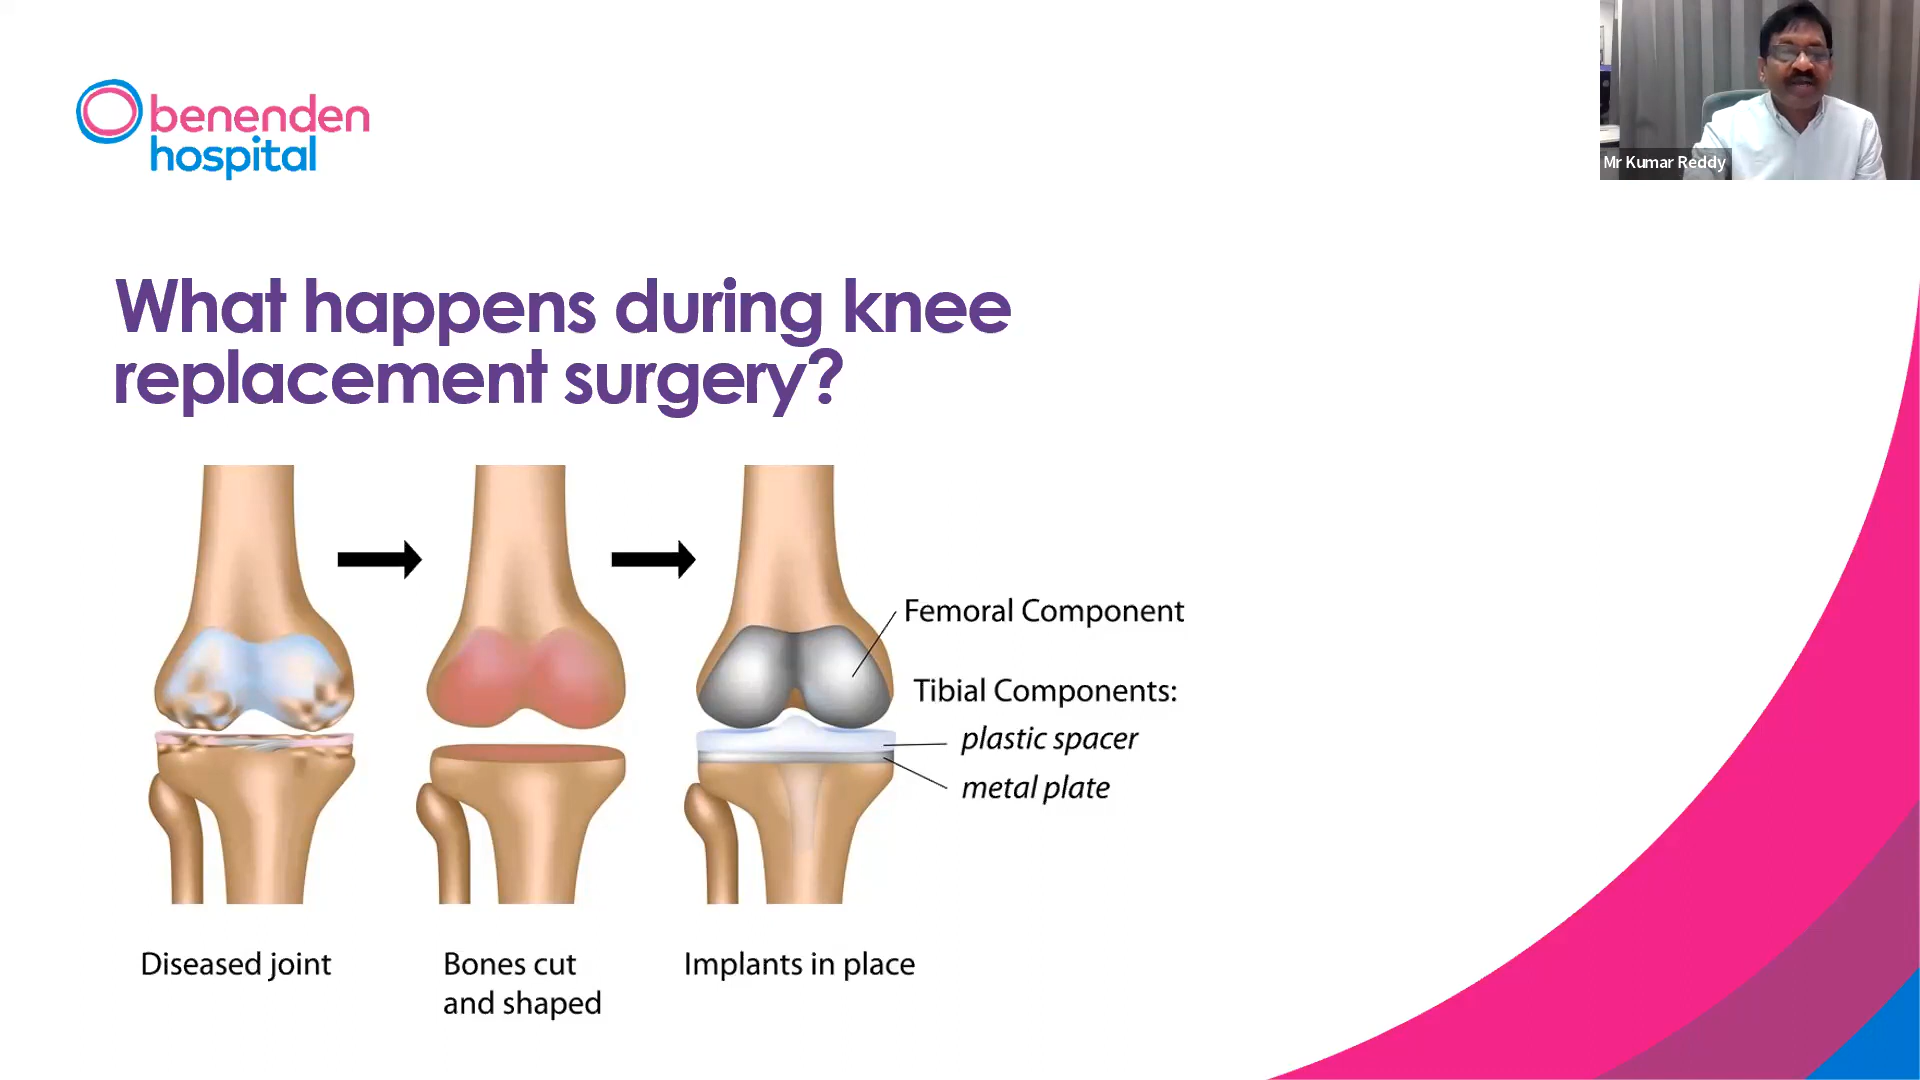 benenden
hospital
Mr Kumar Reddy
What happens during knee
replacement surgery?
Femoral Component
Tibial Components:
plastic spacer
metal plate
Diseased joint
Bones cut
and shaped
Implants in place